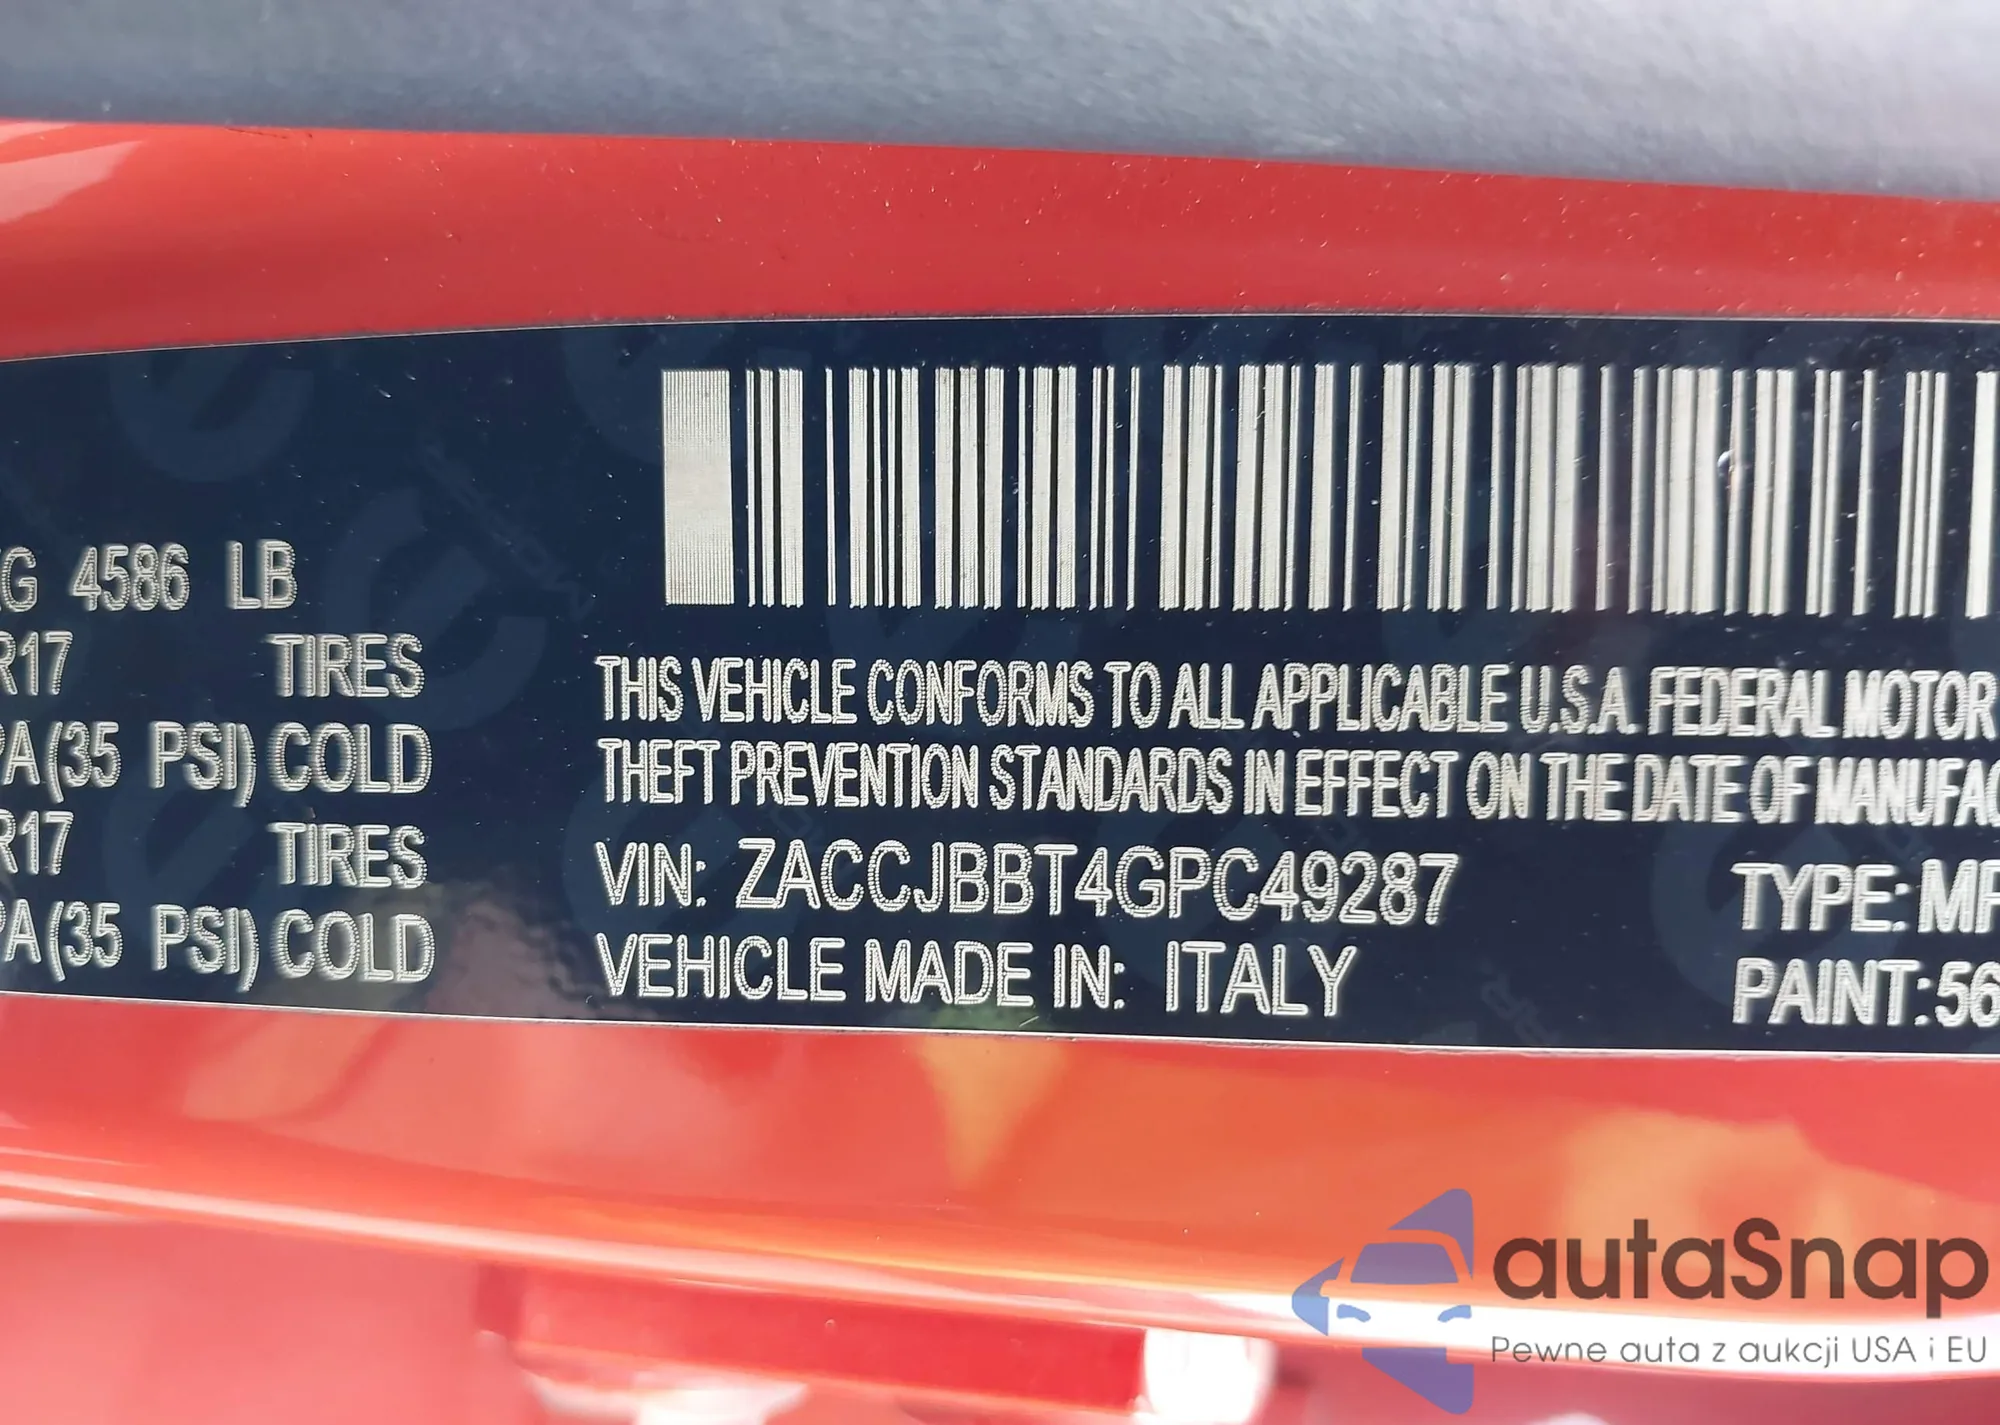 G 4586 LB
R17 TIRES
PA(35 PSI) COLD
R17 TIRES
PA(35 PSI) COLD
THIS VEHICLE CONFORMS TO ALL APPLICABLE U.S.A. FEDERAL MOTOR
THEFT PREVENTION STANDARDS IN EFFECT ON THE DATE OF MANUFAC
VIN: ZACCJBBT4GPC49287
TYPE: MP
VEHICLE MADE IN: ITALY
PAINT:56
autaSnap
Pewne auta z aukcji USA i EU